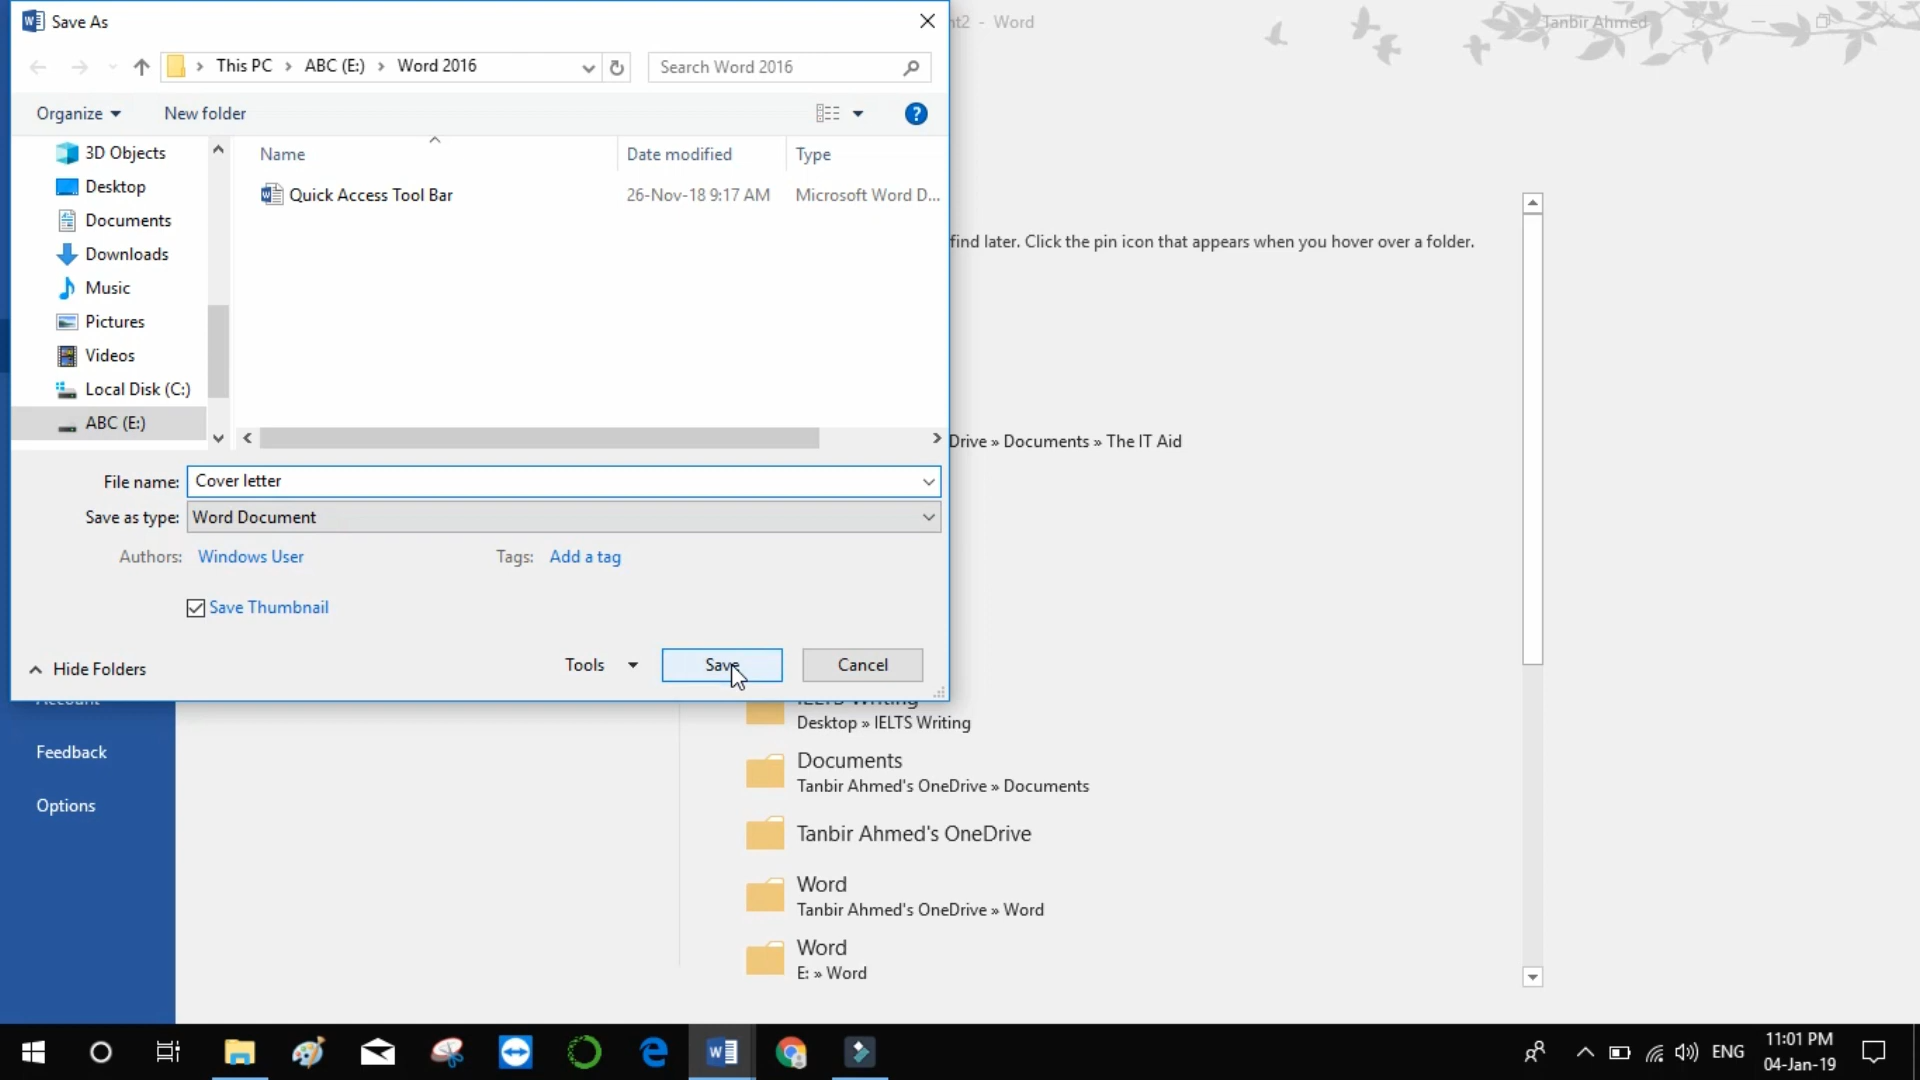 Save As
nt2 - Word
Tanbir Ahmed
This PC > ABC (E:) > Word 2016
Search Word 2016
Organize
New folder
3D Objects
Desktop
Documents
Downloads
Music
Pictures
Videos
Local Disk (C:)
ABC (E:)
Name
Date modified
Type
Quick Access Tool Bar
26-Nov-18 9:17 AM
Microsoft Word D...
find later. Click the pin icon that appears when you hover over a folder.
Drive » Documents » The IT Aid
File name: Cover letter
Save as type: Word Document
Authors: Windows User
Tags: Add a tag
Save Thumbnail
Hide Folders
Tools
Save
Cancel
Account
Feedback
Options
IELTS Writing
Desktop » IELTS Writing
Documents
Tanbir Ahmed's OneDrive » Documents
Tanbir Ahmed's OneDrive
Word
Tanbir Ahmed's OneDrive » Word
Word
E: » Word
ENG
11:01 PM
04-Jan-19